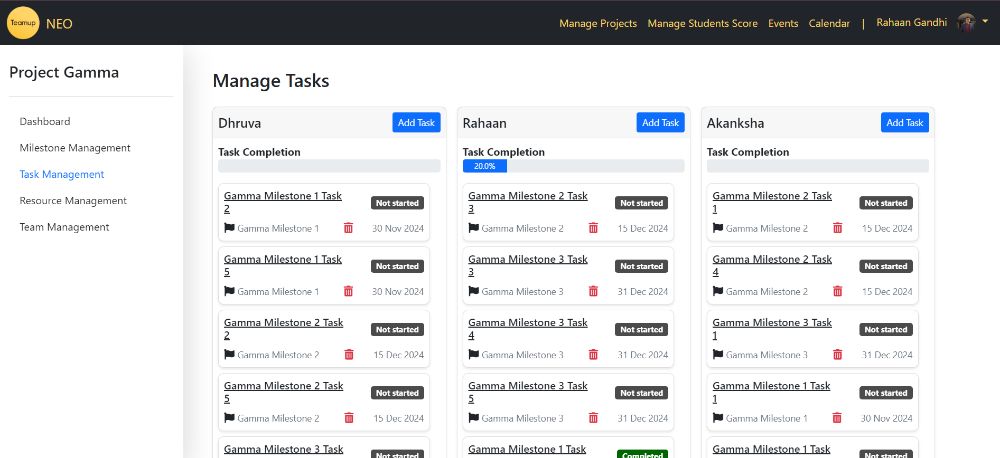 Teamup
NEO
Manage Projects Manage Students Score Events Calendar | Rahaan Gandhi
Project Gamma
Dashboard
Milestone Management
Task Management
Resource Management
Team Management
Manage Tasks
Dhruva
Add Task
Task Completion
Gamma Milestone 1 Task
2
Not started
Gamma Milestone 1
30 Nov 2024
Gamma Milestone 1 Task
5
Not started
Gamma Milestone 1
30 Nov 2024
Gamma Milestone 2 Task
2
Not started
Gamma Milestone 2
15 Dec 2024
Gamma Milestone 2 Task
5
Not started
Gamma Milestone 2
15 Dec 2024
Gamma Milestone 3 Task
Not started
Rahaan
Add Task
Task Completion
20.0%
Gamma Milestone 2 Task
3
Not started
Gamma Milestone 2
15 Dec 2024
Gamma Milestone 3 Task
3
Not started
Gamma Milestone 3
31 Dec 2024
Gamma Milestone 3 Task
4
Not started
Gamma Milestone 3
31 Dec 2024
Gamma Milestone 3 Task
5
Not started
Gamma Milestone 3
31 Dec 2024
Gamma Milestone 1 Task
Completed
Akanksha
Add Task
Task Completion
Gamma Milestone 2 Task
1
Not started
Gamma Milestone 2
15 Dec 2024
Gamma Milestone 2 Task
4
Not started
Gamma Milestone 2
15 Dec 2024
Gamma Milestone 3 Task
1
Not started
Gamma Milestone 3
31 Dec 2024
Gamma Milestone 1 Task
1
Not started
Gamma Milestone 1
30 Nov 2024
Gamma Milestone 1 Task
Not started